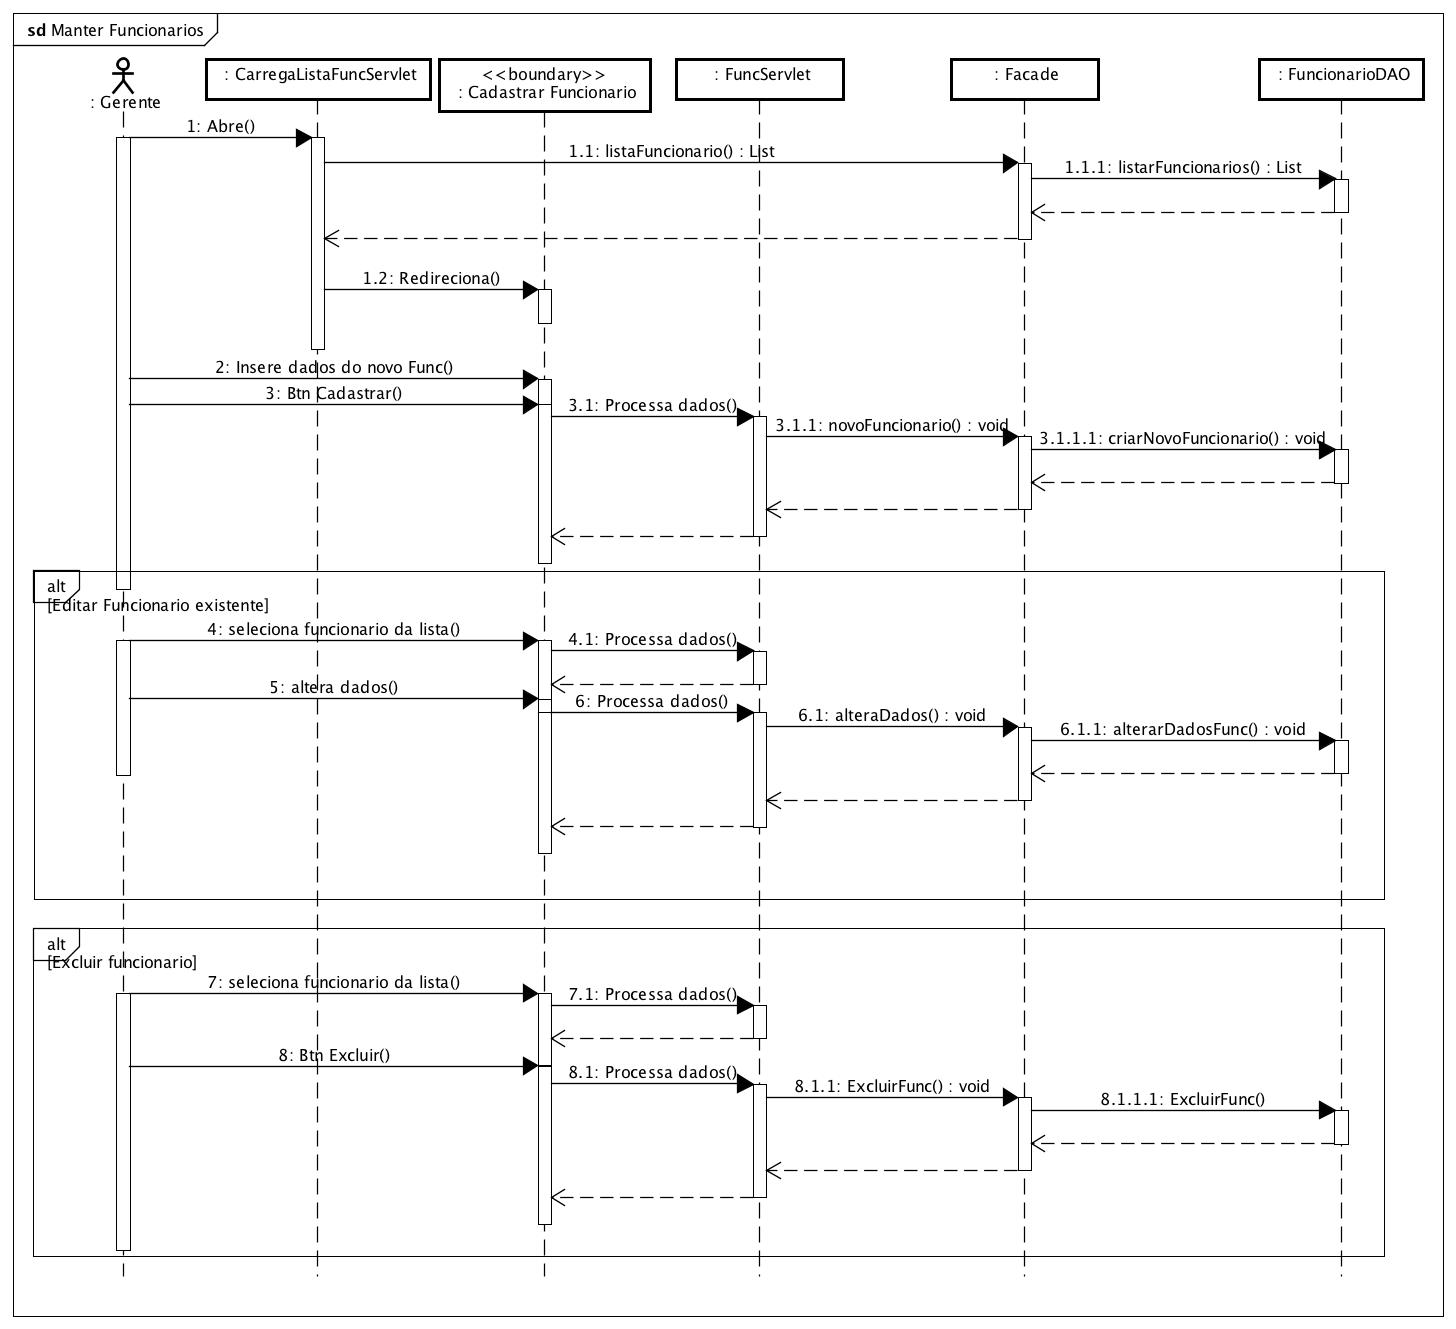 sd Manter Funcionarios
: Gerente
: CarregaListaFuncServlet
<<boundary>>
: Cadastrar Funcionario
: FuncServlet
: Facade
: FuncionarioDAO
1: Abre()
1.1: listaFuncionario() : List
1.1.1: listarFuncionarios() : List
1.2: Redireciona()
2: Insere dados do novo Func()
3: Btn Cadastrar()
3.1: Processa dados()
3.1.1: novoFuncionario() : void
3.1.1.1: criarNovoFuncionario() : void
alt
[Editar Funcionario existente]
4: seleciona funcionario da lista()
4.1: Processa dados()
5: altera dados()
6: Processa dados()
6.1: alteraDados() : void
6.1.1: alterarDadosFunc() : void
alt
[Excluir funcionario]
7: seleciona funcionario da lista()
7.1: Processa dados()
8: Btn Excluir()
8.1: Processa dados()
8.1.1: ExcluirFunc() : void
8.1.1.1: ExcluirFunc()